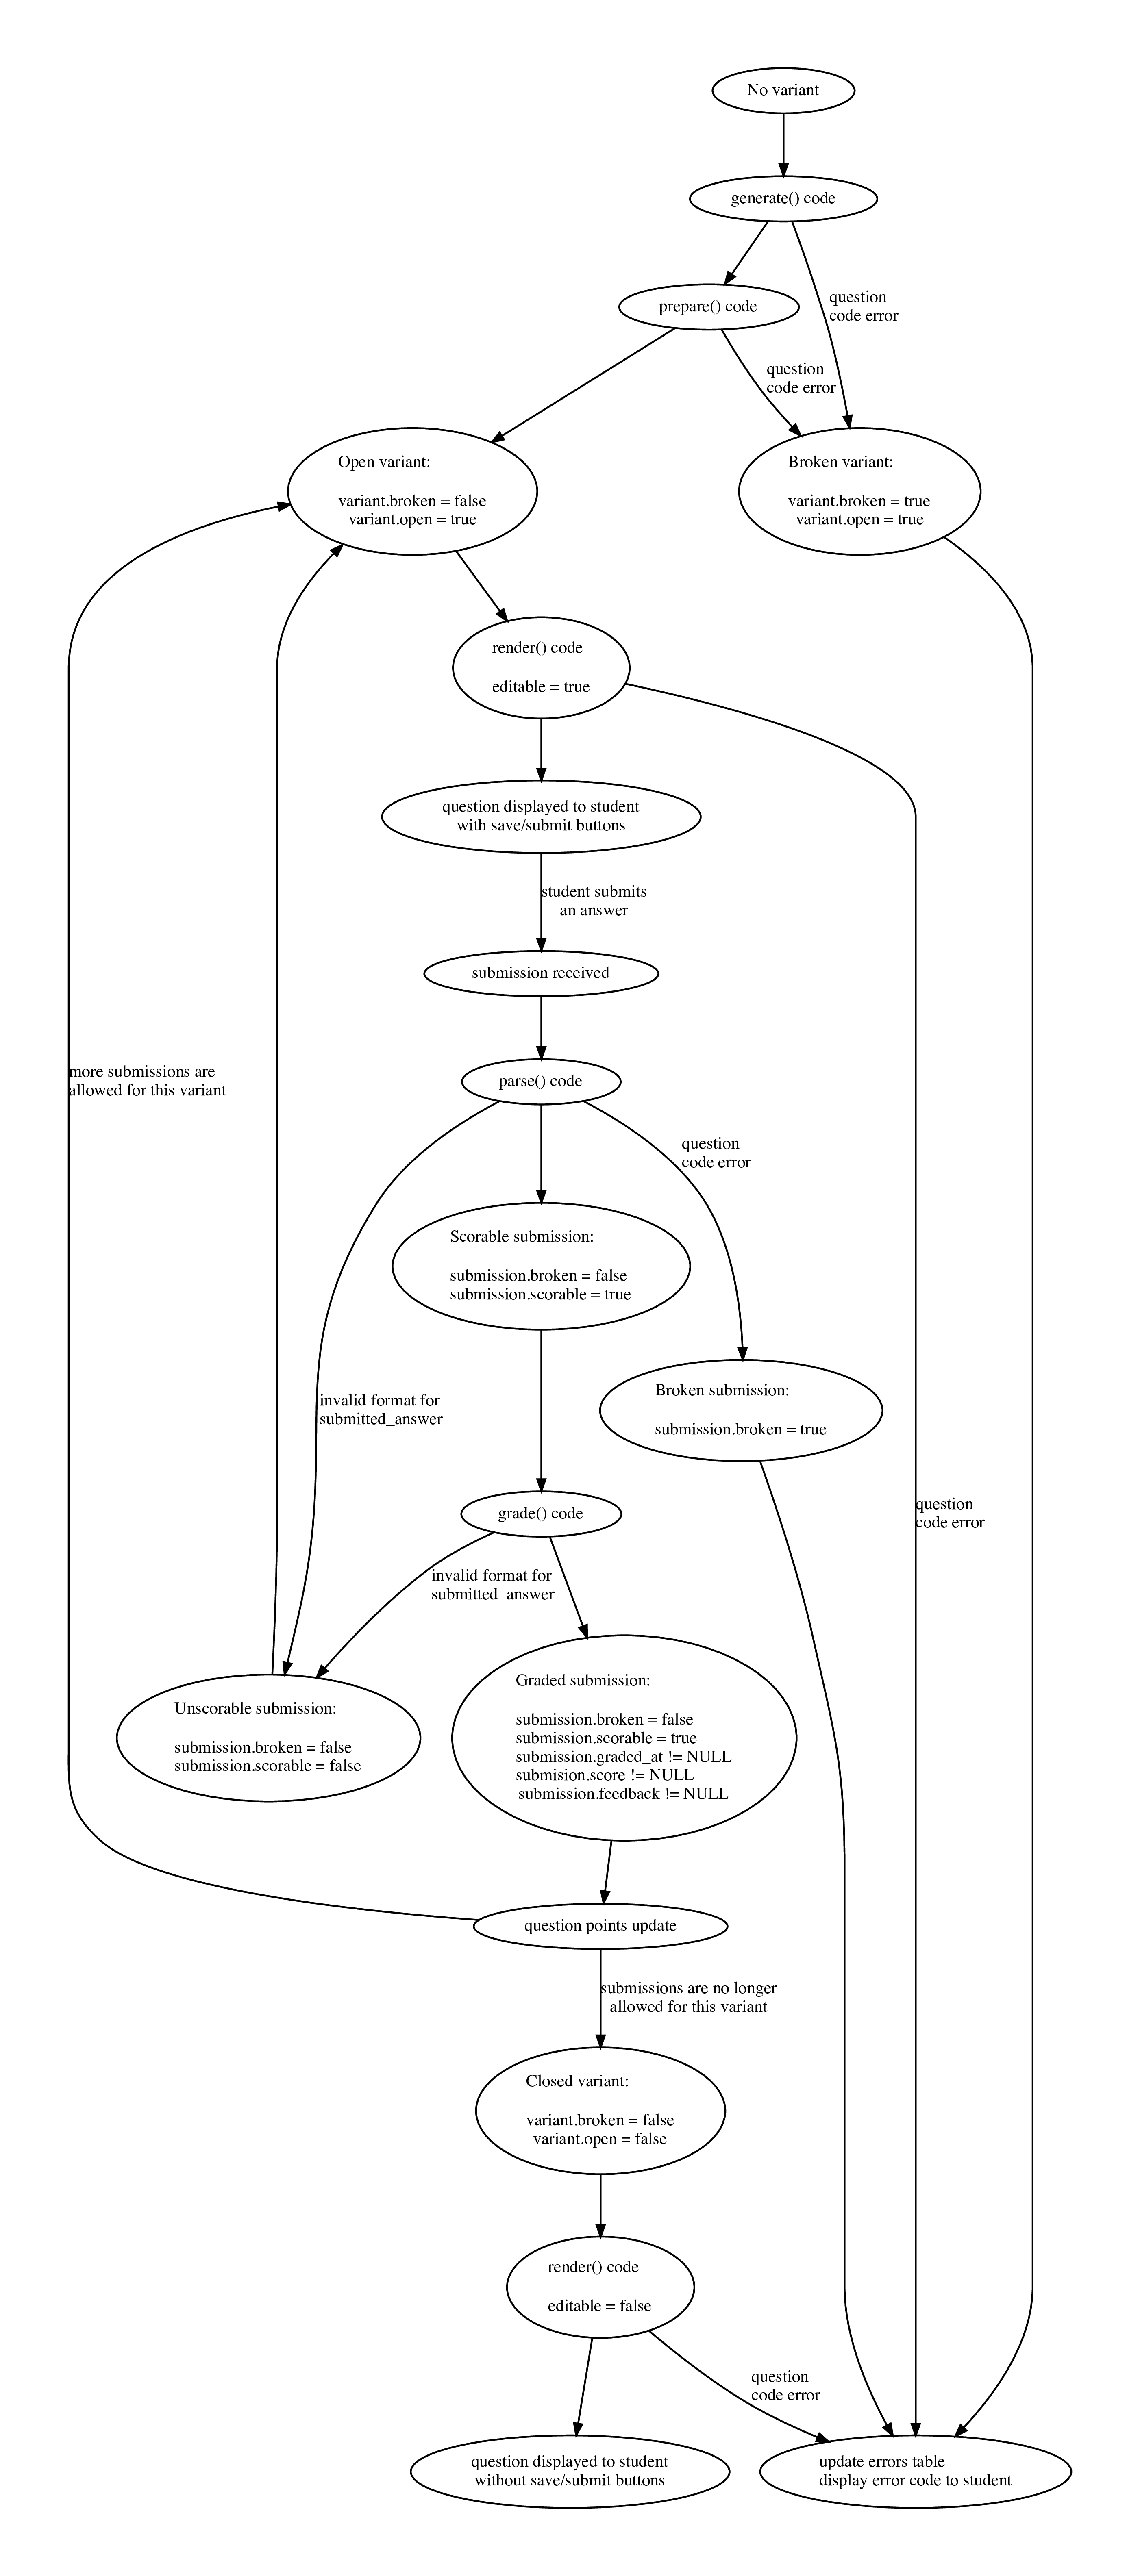 No variant
generate() code
question
code error
prepare() code
question
code error
Open variant:
variant.broken = false
variant.open = true
Broken variant:
variant.broken = true
variant.open = true
render() code
editable = true
question displayed to student
with save/submit buttons
student submits
an answer
submission received
more submissions are
allowed for this variant
parse() code
question
code error
Scorable submission:
submission.broken = false
submission.scorable = true
invalid format for
submitted_answer
Broken submission:
submission.broken = true
question
code error
grade() code
invalid format for
submitted_answer
Unscorable submission:
submission.broken = false
submission.scorable = false
Graded submission:
submission.broken = false
submission.scorable = true
submission.graded_at != NULL
submision.score != NULL
submission.feedback != NULL
question points update
submissions are no longer
allowed for this variant
Closed variant:
variant.broken = false
variant.open = false
render() code
editable = false
question
code error
question displayed to student
without save/submit buttons
update errors table
display error code to student